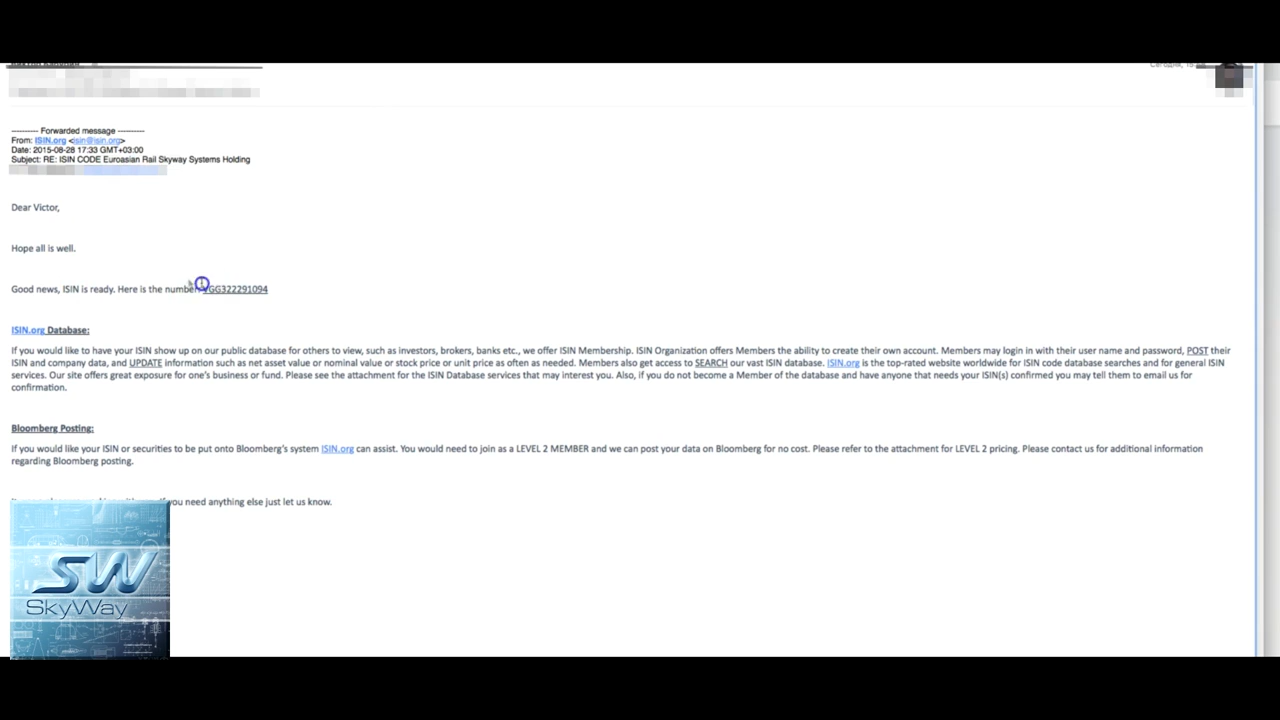 ---------- Forwarded message ----------
From: ISIN.org <isin@isin.org>
Date: 2015-08-28 17:33 GMT+03:00
Subject: RE: ISIN CODE Euroasian Rail Skyway Systems Holding
Dear Victor,
Hope all is well.
Good news, ISIN is ready. Here is the number: VGG322291094
ISIN.org Database:
If you would like to have your ISIN show up on our public database for others to view, such as investors, brokers, banks etc., we offer ISIN Membership. ISIN Organization offers Members the ability to create their own account. Members may login in with their user name and password, POST their
ISIN and company data, and UPDATE information such as net asset value or nominal value or stock price or unit price as often as needed. Members also get access to SEARCH our vast ISIN database. ISIN.org is the top-rated website worldwide for ISIN code database searches and for general ISIN
services. Our site offers great exposure for one's business or fund. Please see the attachment for the ISIN Database services that may interest you. Also, if you do not become a Member of the database and have anyone that needs your ISIN(s) confirmed you may tell them to email us for
confirmation.
Bloomberg Posting:
If you would like your ISIN or securities to be put onto Bloomberg's system ISIN.org can assist. You would need to join as a LEVEL 2 MEMBER and we can post your data on Bloomberg for no cost. Please refer to the attachment for LEVEL 2 pricing. Please contact us for additional information
regarding Bloomberg posting.
you need anything else just let us know.
SW
SkyWay